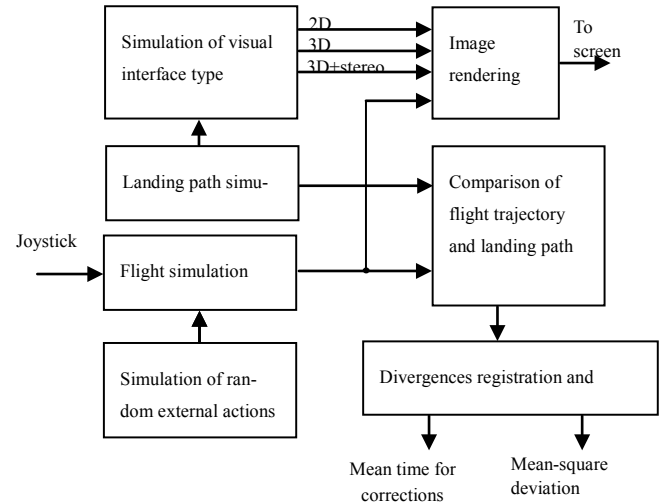 Simulation of visual
interface type
2D
3D
3D+stereo
Image
rendering
To
screen
Landing path simu-
Comparison of
flight trajectory
and landing path
Joystick
Flight simulation
Simulation of ran-
dom external actions
Divergences registration and
Mean time for
corrections
Mean-square
deviation